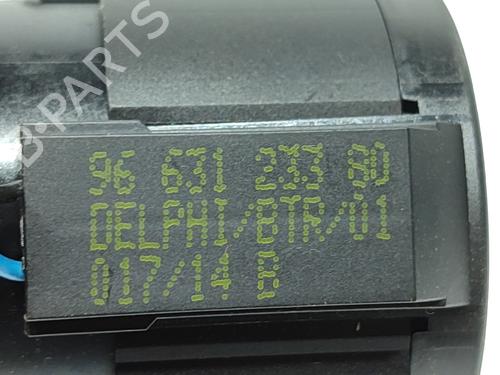 B-PARTS
96 631 233 80
DELPHI/BTR/01
017/14 B